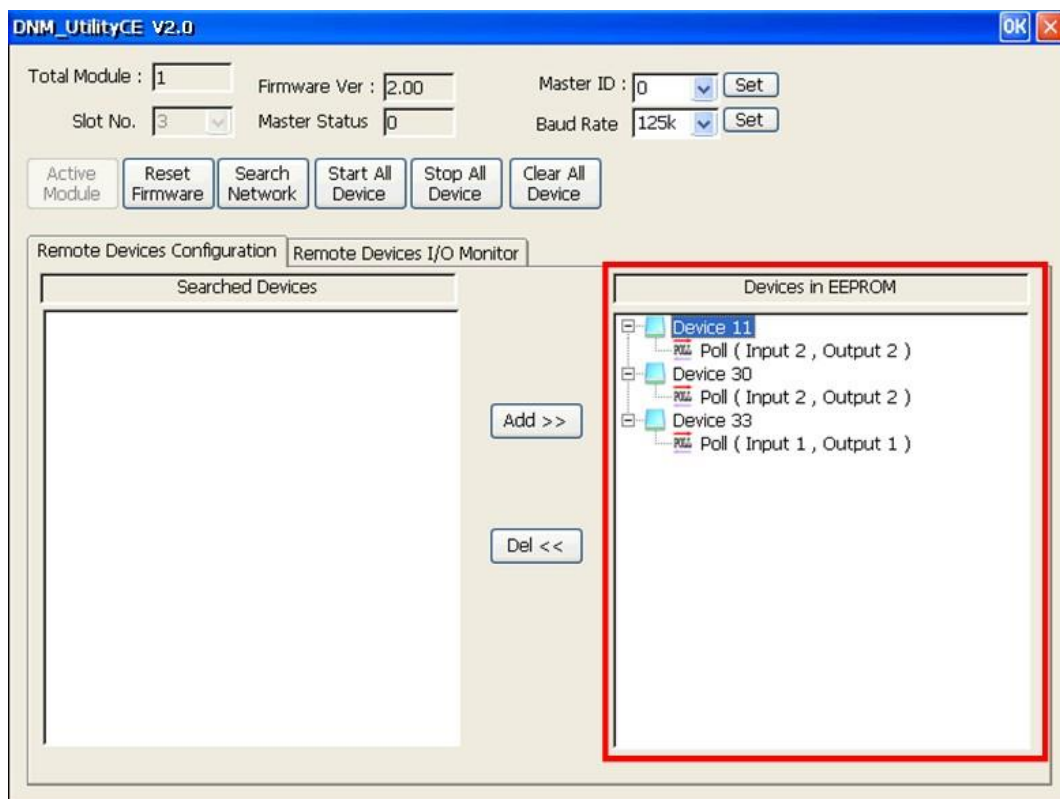 DNM_UtilityCE V2.0 OK
Total Module : 1 Firmware Ver : 2.00 Master ID : 0 Set
Slot No. 3 Master Status 0 Baud Rate 125k Set
Active Module Reset Firmware Search Network Start All Device Stop All Device Clear All Device
Remote Devices Configuration Remote Devices I/O Monitor
Searched Devices Devices in EEPROM
Device 11
POLL Poll ( Input 2 , Output 2 )
Device 30
POLL Poll ( Input 2 , Output 2 )
Add >> Device 33
POLL Poll ( Input 1 , Output 1 )
Del <<